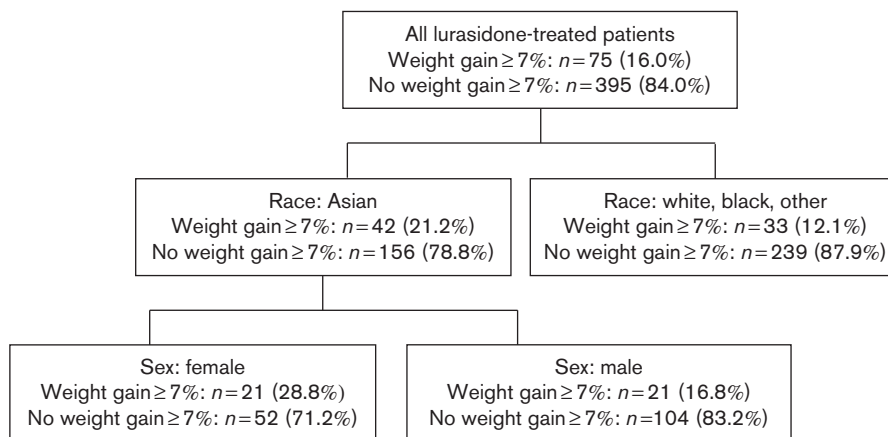 All lurasidone-treated patients
Weight gain ≥ 7%: n = 75 (16.0%)
No weight gain ≥ 7%: n = 395 (84.0%)
Race: Asian
Weight gain ≥ 7%: n = 42 (21.2%)
No weight gain ≥ 7%: n = 156 (78.8%)
Race: white, black, other
Weight gain ≥ 7%: n = 33 (12.1%)
No weight gain ≥ 7%: n = 239 (87.9%)
Sex: female
Weight gain ≥ 7%: n = 21 (28.8%)
No weight gain ≥ 7%: n = 52 (71.2%)
Sex: male
Weight gain ≥ 7%: n = 21 (16.8%)
No weight gain ≥ 7%: n = 104 (83.2%)